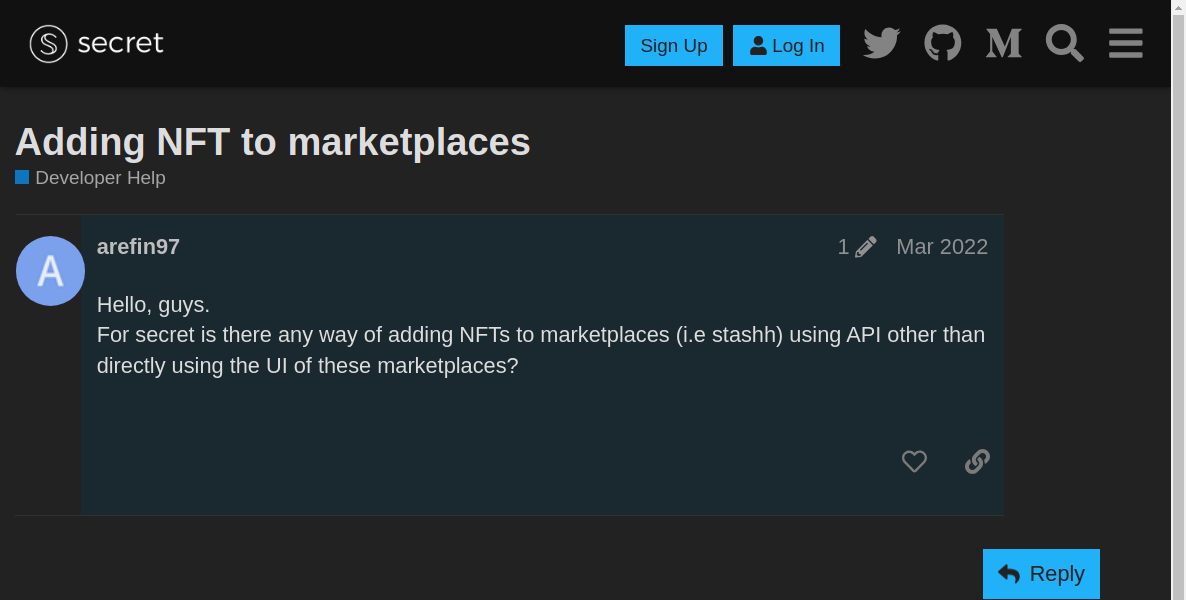 secret
Sign Up
Log In
Adding NFT to marketplaces
Developer Help
A
arefin97
1
Mar 2022
Hello, guys.
For secret is there any way of adding NFTs to marketplaces (i.e stashh) using API other than
directly using the UI of these marketplaces?
Reply